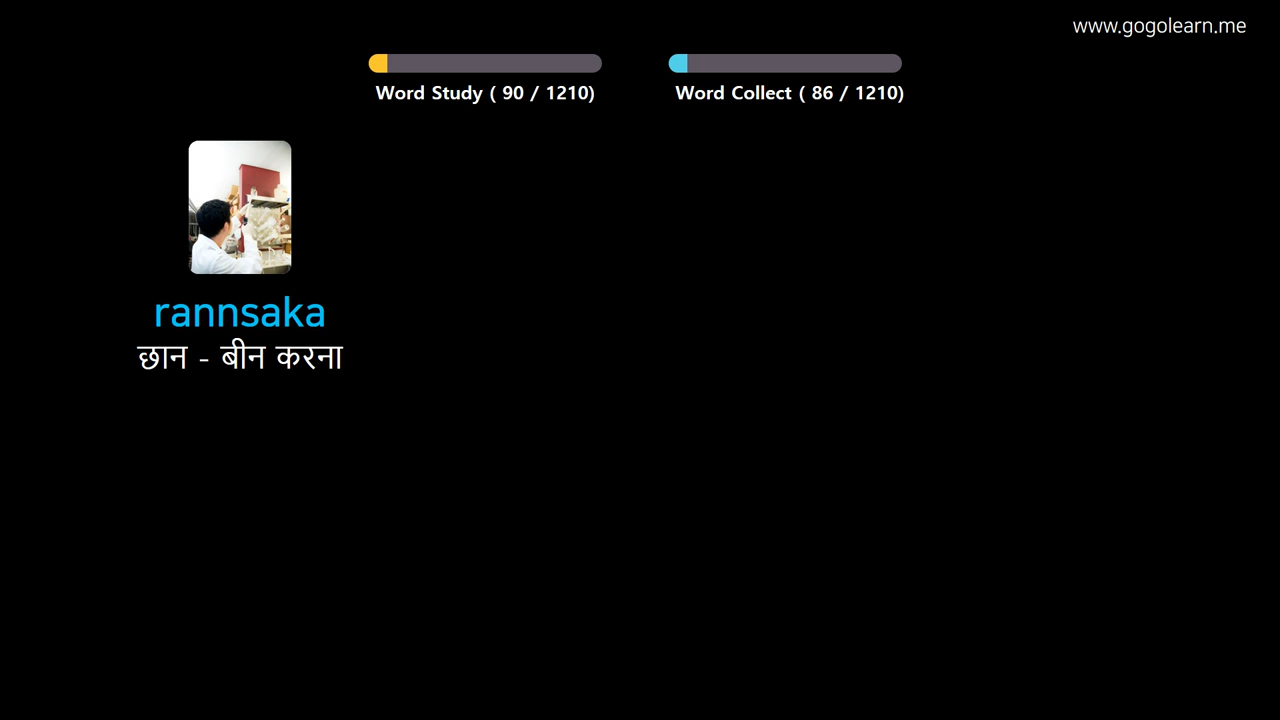 www.gogolearn.me
Word Study ( 90 / 1210)
Word Collect ( 86 / 1210)
rannsaka
छान - बीन करना